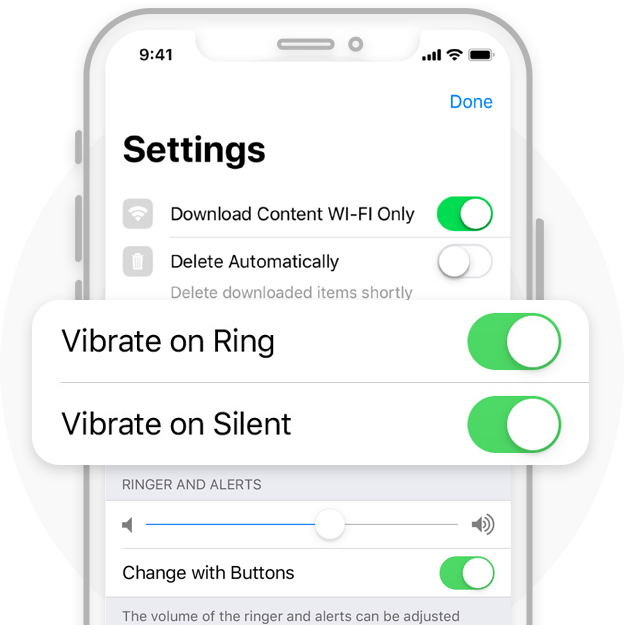 9:41
Done
Settings
Download Content WI-FI Only
Delete Automatically
Delete downloaded items shortly
Vibrate on Ring
Vibrate on Silent
RINGER AND ALERTS
Change with Buttons
The volume of the ringer and alerts can be adjusted